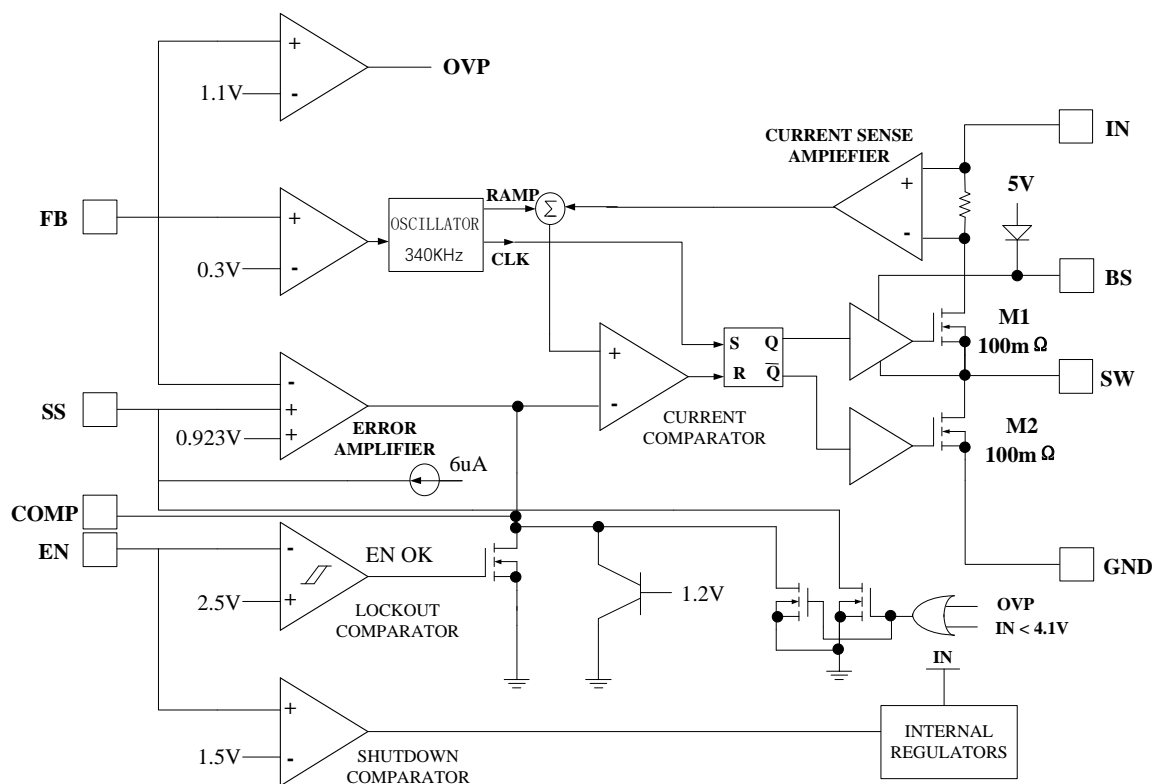 OVP
1.1V
+
-
IN
CURRENT SENSE
AMPIEFIER
5V
+
-
RAMP
Σ
FB
OSCILLATOR
340KHz
+
-
0.3V
CLK
BS
M1
100mΩ
S Q
R Q̅
SW
+
-
CURRENT
COMPARATOR
M2
100mΩ
SS
-
+
+
0.923V
ERROR
AMPLIFIER
6uA
COMP
EN
GND
-
+
EN OK
2.5V
LOCKOUT
COMPARATOR
1.2V
OVP
IN < 4.1V
IN
INTERNAL
REGULATORS
+
-
1.5V
SHUTDOWN
COMPARATOR